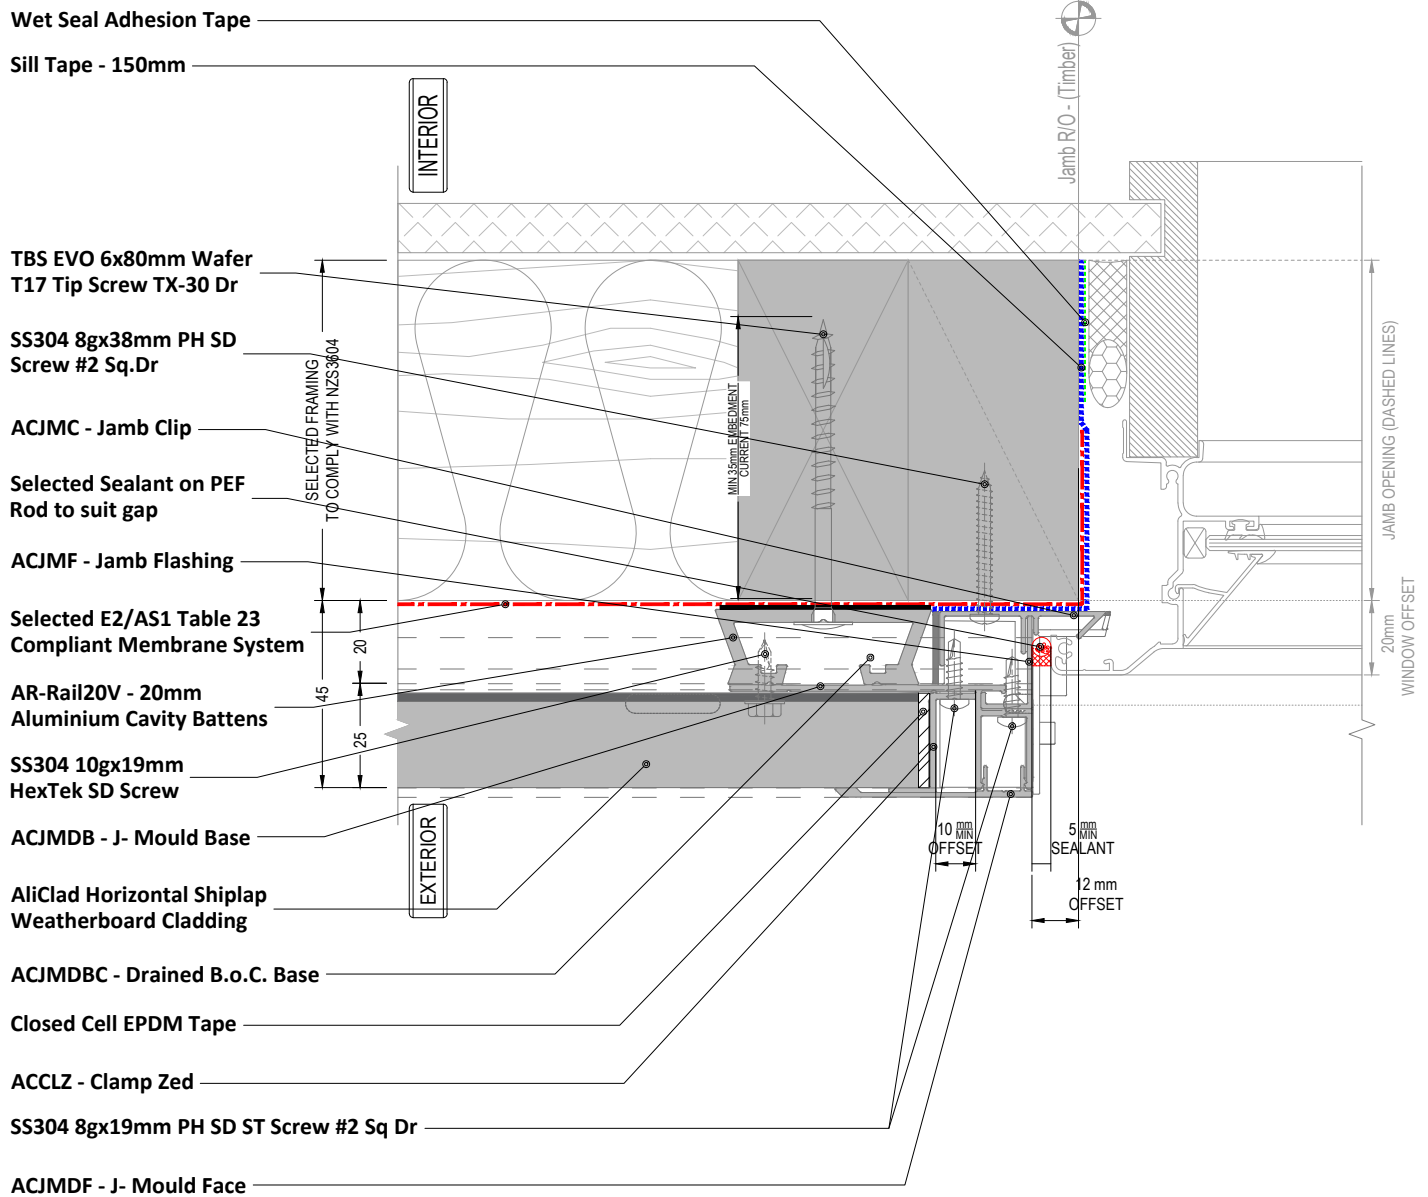 Wet Seal Adhesion Tape
Sill Tape - 150mm
INTERIOR
Jamb R/O - (Timber)
TBS EVO 6x80mm Wafer
T17 Tip Screw TX-30 Dr
SS304 8gx38mm PH SD
Screw #2 Sq.Dr
ACJMC - Jamb Clip
Selected Sealant on PEF
Rod to suit gap
ACJMF - Jamb Flashing
Selected E2/AS1 Table 23
Compliant Membrane System
AR-Rail20V - 20mm
Aluminium Cavity Battens
SS304 10gx19mm
HexTek SD Screw
ACJMDB - J- Mould Base
AliClad Horizontal Shiplap
Weatherboard Cladding
ACJMDBC - Drained B.o.C. Base
Closed Cell EPDM Tape
ACCLZ - Clamp Zed
SS304 8gx19mm PH SD ST Screw #2 Sq Dr
ACJMDF - J- Mould Face
SELECTED FRAMING
TO COMPLY WITH NZS3604
MIN 35mm EMBEDMENT
CURRENT 75mm
20
45
25
EXTERIOR
10 mm MIN
OFFSET
5 mm MIN
SEALANT
12 mm
OFFSET
JAMB OPENING (DASHED LINES)
20mm
WINDOW OFFSET